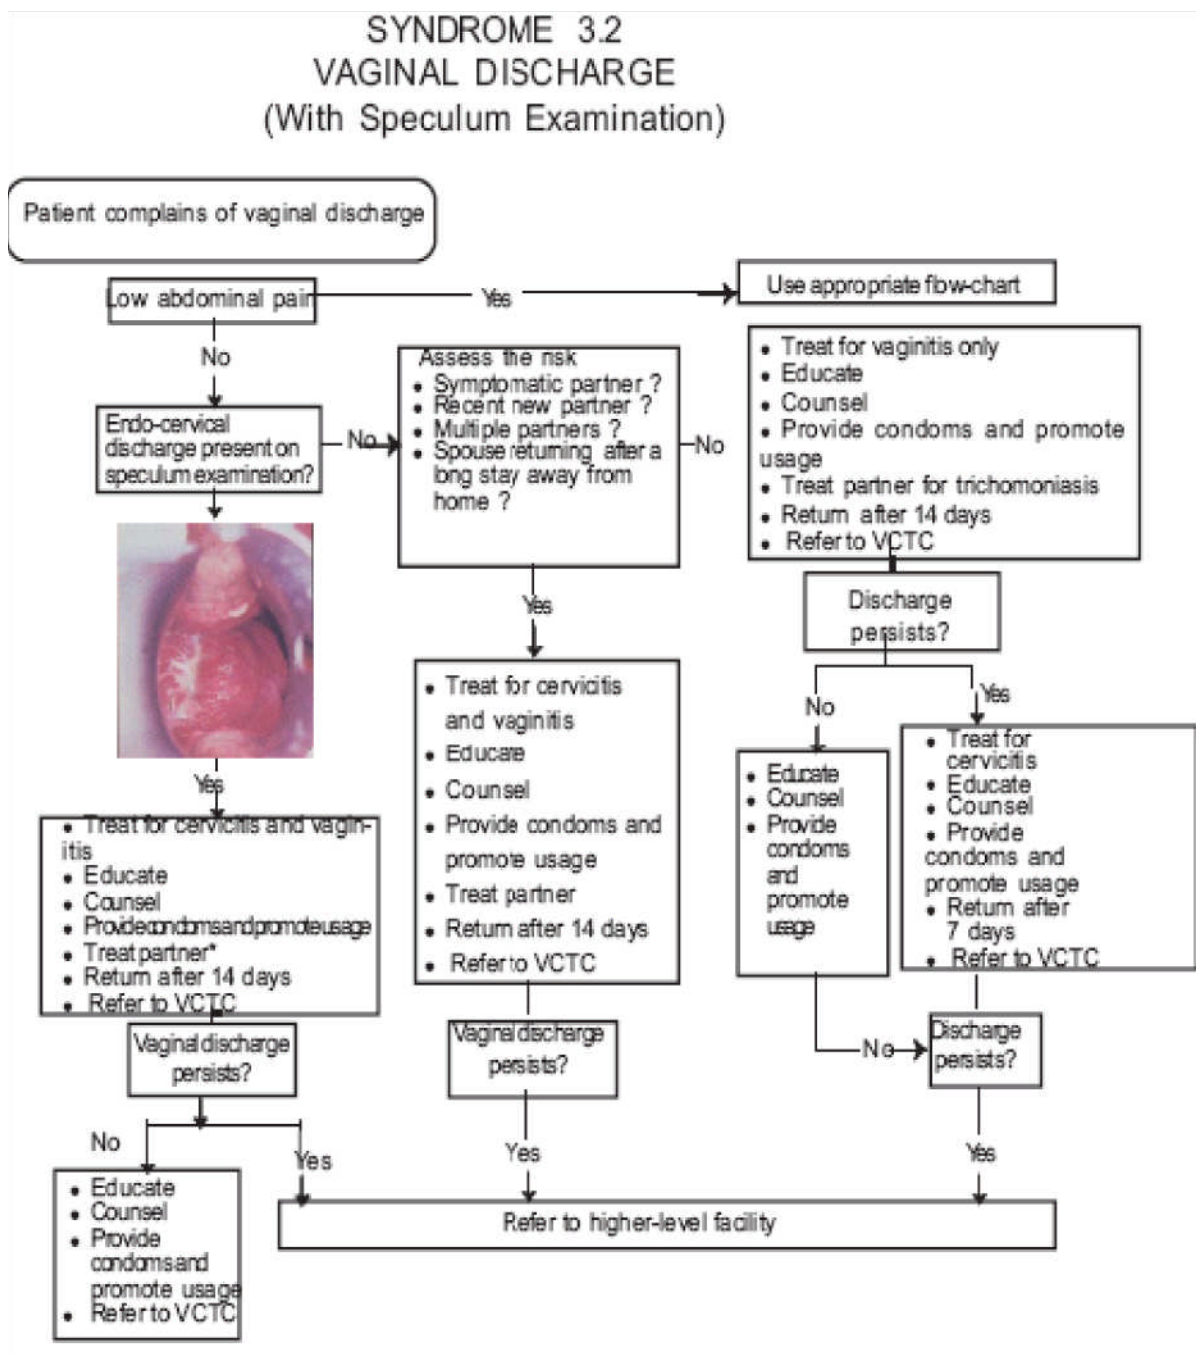 SYNDROME 3.2
VAGINAL DISCHARGE
(With Speculum Examination)
Patient complains of vaginal discharge
Low abdominal pain
Yes
Use appropriate flow-chart
No
Endo-cervical
discharge present on
speculum examination?
No
Assess the risk
• Symptomatic partner ?
• Recent new partner ?
• Multiple partners ?
• Spouse returning after a
long stay away from
home ?
No
• Treat for vaginitis only
• Educate
• Counsel
• Provide condoms and promote
usage
• Treat partner for trichomoniasis
• Return after 14 days
• Refer to VCTC
Yes
Discharge
persists?
No
Yes
• Treat for cervicitis
and vaginitis
• Educate
• Counsel
• Provide condoms and
promote usage
• Treat partner
• Return after 14 days
• Refer to VCTC
• Educate
• Counsel
• Provide
condoms
and
promote
usage
• Treat for
cervicitis
• Educate
• Counsel
• Provide
condoms and
promote usage
• Return after
7 days
• Refer to VCTC
Yes
• Treat for cervicitis and vagin-
itis
• Educate
• Counsel
• Provide condoms and promote usage
• Treat partner*
• Return after 14 days
• Refer to VCTC
Vaginal discharge
persists?
Vaginal discharge
persists?
No
Discharge
persists?
No
Yes
Yes
Yes
• Educate
• Counsel
• Provide
condoms and
promote usage
• Refer to VCTC
Refer to higher-level facility